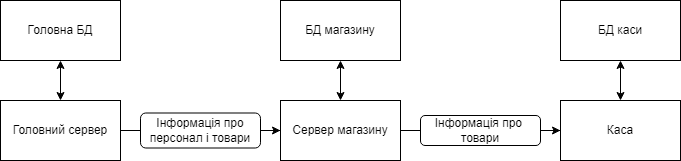 Головна БД
БД магазину
БД каси
Головний сервер
Інформація про
персонал і товари
Сервер магазину
Інформація про
товари
Каса